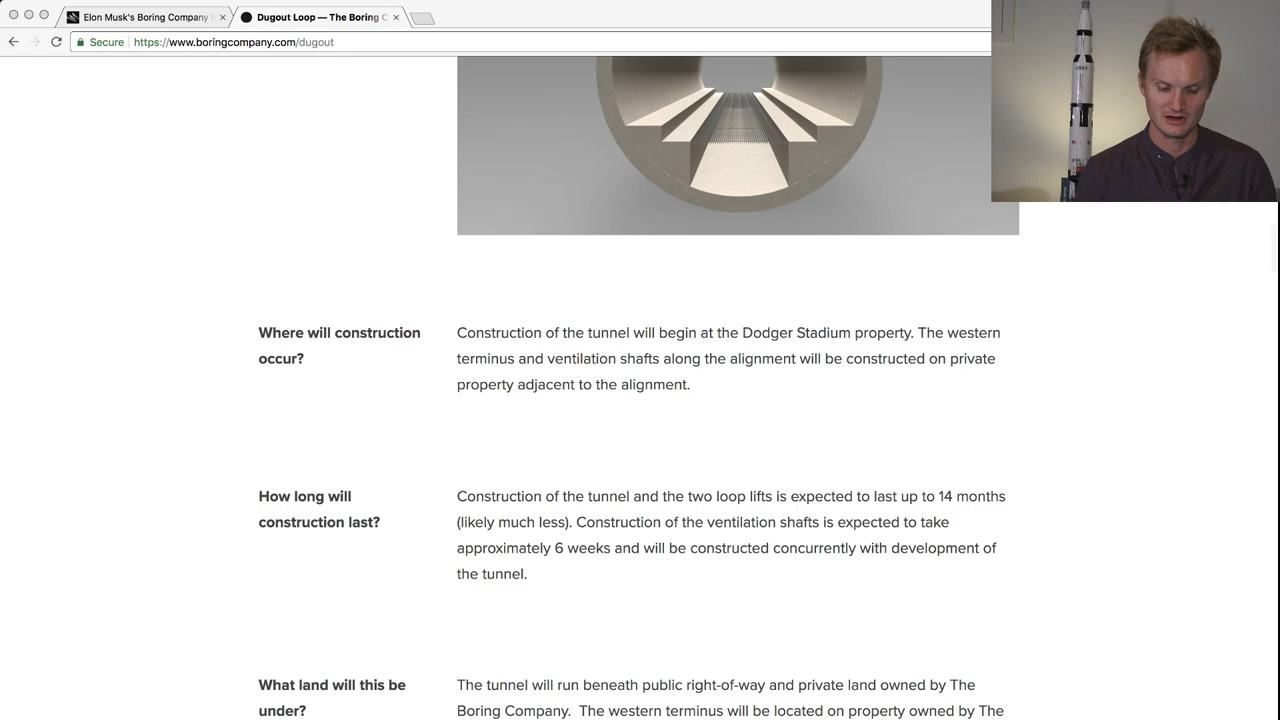 Elon Musk's Boring Company
Dugout Loop — The Boring C
Secure https://www.boringcompany.com/dugout
Where will construction
occur?
Construction of the tunnel will begin at the Dodger Stadium property. The western
terminus and ventilation shafts along the alignment will be constructed on private
property adjacent to the alignment.
How long will
construction last?
Construction of the tunnel and the two loop lifts is expected to last up to 14 months
(likely much less). Construction of the ventilation shafts is expected to take
approximately 6 weeks and will be constructed concurrently with development of
the tunnel.
What land will this be
under?
The tunnel will run beneath public right-of-way and private land owned by The
Boring Company. The western terminus will be located on property owned by The